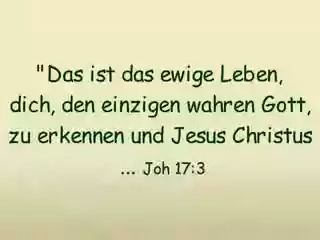 "Das ist das ewige Leben,
dich, den einzigen wahren Gott,
zu erkennen und Jesus Christus
... Joh 17:3